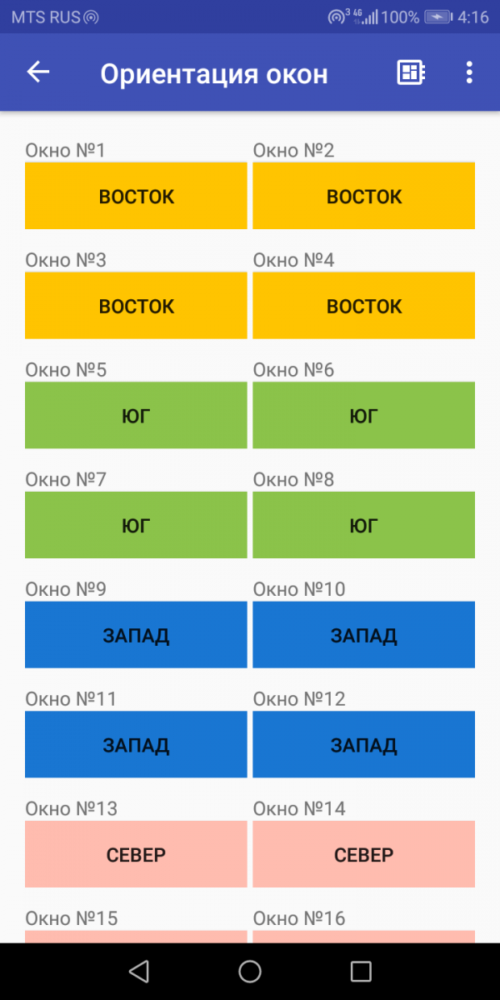 MTS RUS 3 4G 100% 4:16
Ориентация окон
Окно №1 Окно №2
ВОСТОК ВОСТОК
Окно №3 Окно №4
ВОСТОК ВОСТОК
Окно №5 Окно №6
ЮГ ЮГ
Окно №7 Окно №8
ЮГ ЮГ
Окно №9 Окно №10
ЗАПАД ЗАПАД
Окно №11 Окно №12
ЗАПАД ЗАПАД
Окно №13 Окно №14
СЕВЕР СЕВЕР
Окно №15 Окно №16